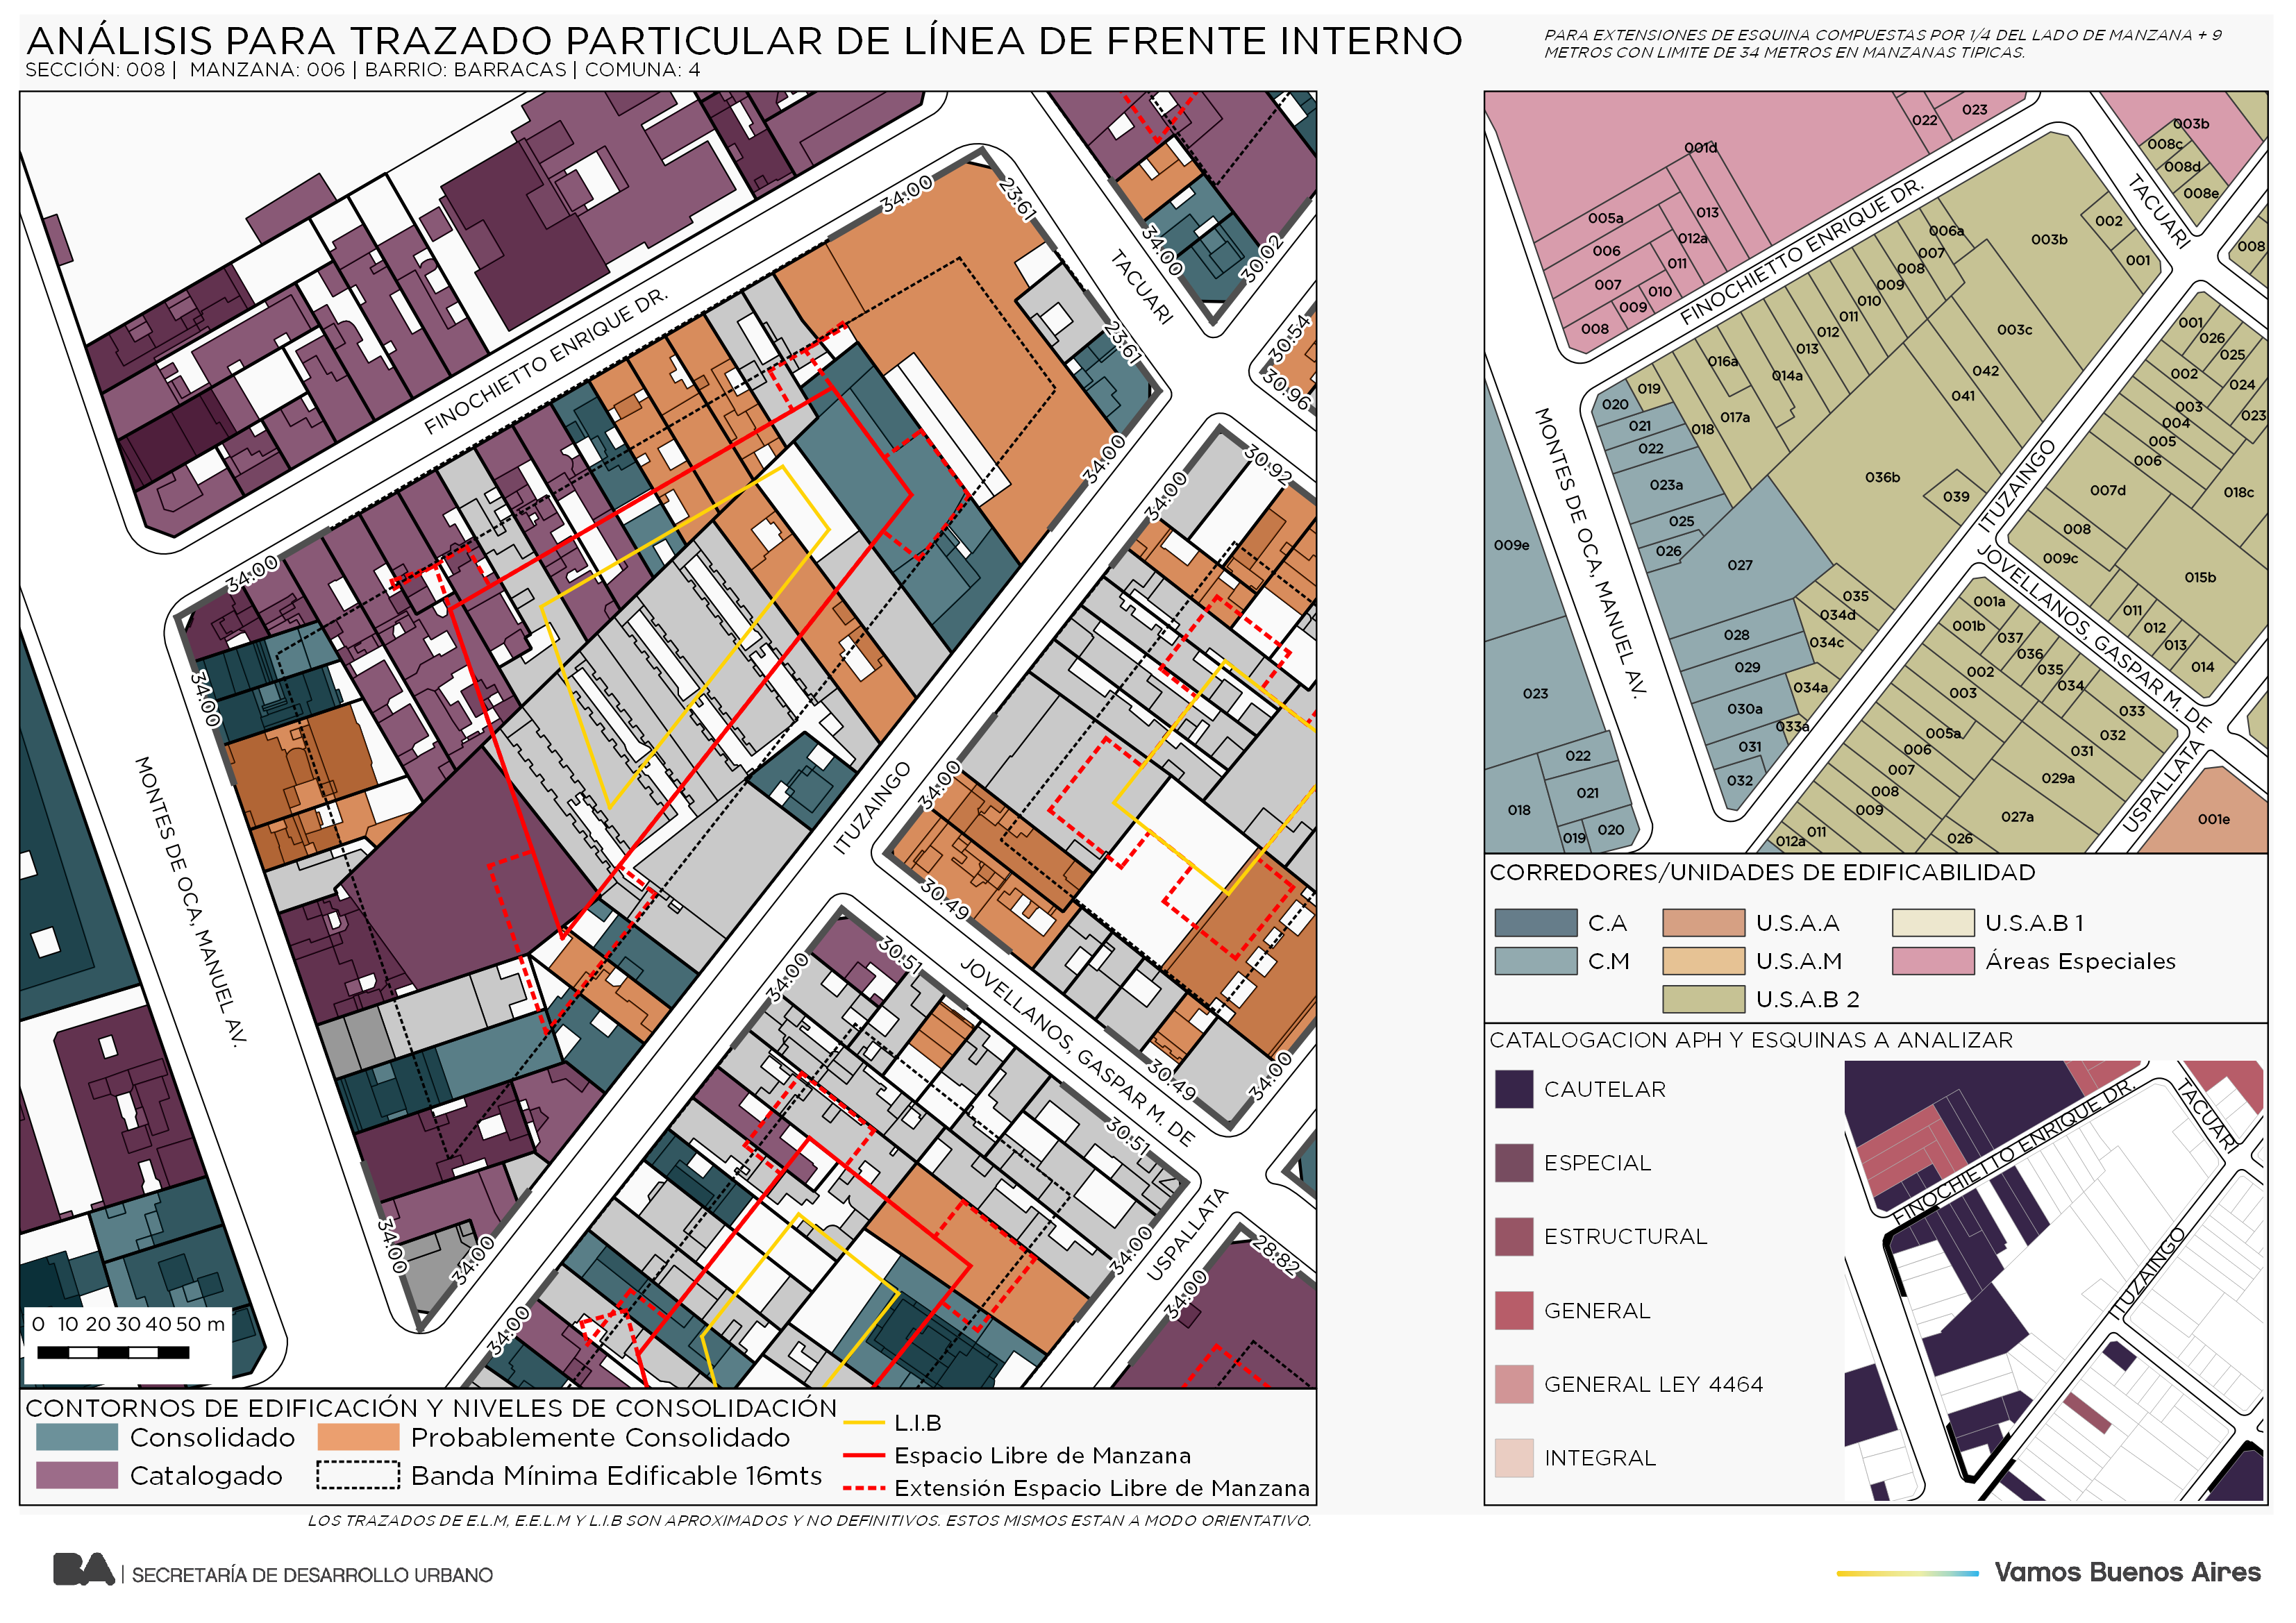 ANÁLISIS PARA TRAZADO PARTICULAR DE LÍNEA DE FRENTE INTERNO
SECCIÓN: 008 | MANZANA: 006 | BARRIO: BARRACAS | COMUNA: 4
PARA EXTENSIONES DE ESQUINA COMPUESTAS POR 1/4 DEL LADO DE MANZANA + 9
METROS CON LIMITE DE 34 METROS EN MANZANAS TIPICAS.
34:00
23:61
TACUARI
34:00
30:02
FINOCHIETTO ENRIQUE DR.
23:61
30:54
30:96
34:00
34:00
30:92
34:00
34:00
MONTES DE OCA, MANUEL AV.
ITUZAINGO
34:00
30:49
34:00
30:51
JOVELLANOS, GASPAR M. DE
30:49
34:00
30:51
34:00
34:00
34:00
USPALLATA
34:00
28:82
34:00
0 10 20 30 40 50 m
CONTORNOS DE EDIFICACIÓN Y NIVELES DE CONSOLIDACIÓN
Consolidado
Probablemente Consolidado
Catalogado
Banda Mínima Edificable 16mts
L.I.B
Espacio Libre de Manzana
Extensión Espacio Libre de Manzana
LOS TRAZADOS DE E.L.M, E.E.L.M Y L.I.B SON APROXIMADOS Y NO DEFINITIVOS. ESTOS MISMOS ESTAN A MODO ORIENTATIVO.
022
023
001d
003b
008c
008d
008e
005a
013
012a
006
011
007
010
009
008
FINOCHIETTO ENRIQUE DR.
TACUARI
006a
007
008
009
010
011
012
013
014a
016a
017a
018
019
020
021
022
023a
025
026
027
028
029
030a
031
032
003b
002
001
003c
042
041
036b
039
035
034d
034c
034a
033a
008
001
026
025
002
024
003
023
004
005
006
007d
018c
008
009c
015b
011
012
013
014
ITUZAINGO
JOVELLANOS, GASPAR M. DE
MONTES DE OCA, MANUEL AV.
009e
023
022
021
020
019
018
001a
001b
037
036
035
034
002
003
033
032
031
005a
006
007
029a
008
009
027a
011
012a
026
USPALLATA
001e
CORREDORES/UNIDADES DE EDIFICABILIDAD
C.A
U.S.A.A
U.S.A.B 1
C.M
U.S.A.M
Áreas Especiales
U.S.A.B 2
CATALOGACION APH Y ESQUINAS A ANALIZAR
CAUTELAR
ESPECIAL
ESTRUCTURAL
GENERAL
GENERAL LEY 4464
INTEGRAL
FINOCHIETTO ENRIQUE DR.
TACUARI
ITUZAINGO
BA | SECRETARÍA DE DESARROLLO URBANO
Vamos Buenos Aires